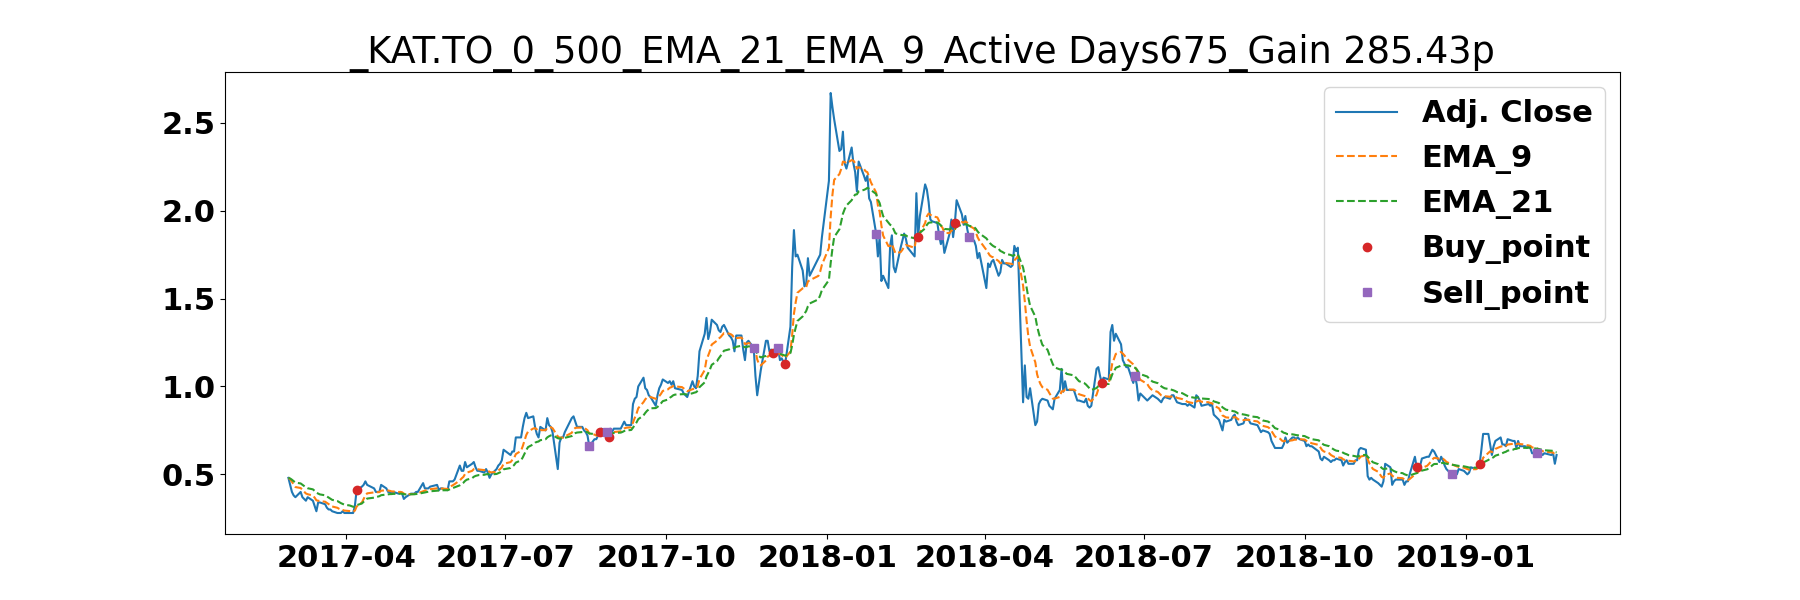 _KAT.TO_0_500_EMA_21_EMA_9_Active Days675_Gain 285.43p
2.5
2.0
1.5
1.0
0.5
Adj. Close
EMA_9
EMA_21
Buy_point
Sell_point
2017-04 2017-07 2017-10 2018-01 2018-04 2018-07 2018-10 2019-01